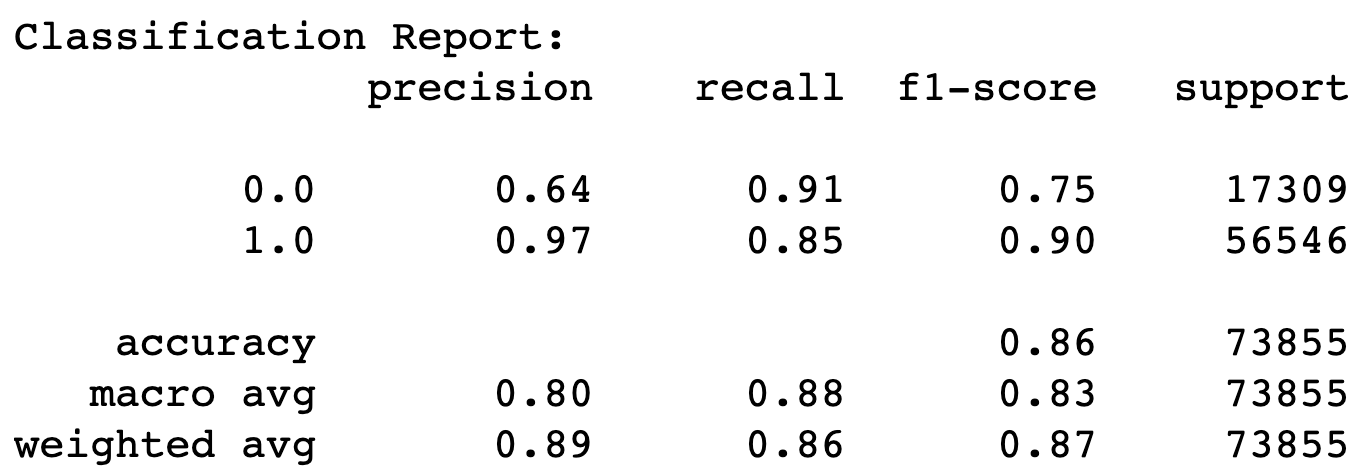 Classification Report:
precision recall f1-score support
0.0 0.64 0.91 0.75 17309
1.0 0.97 0.85 0.90 56546
accuracy 0.86 73855
macro avg 0.80 0.88 0.83 73855
weighted avg 0.89 0.86 0.87 73855